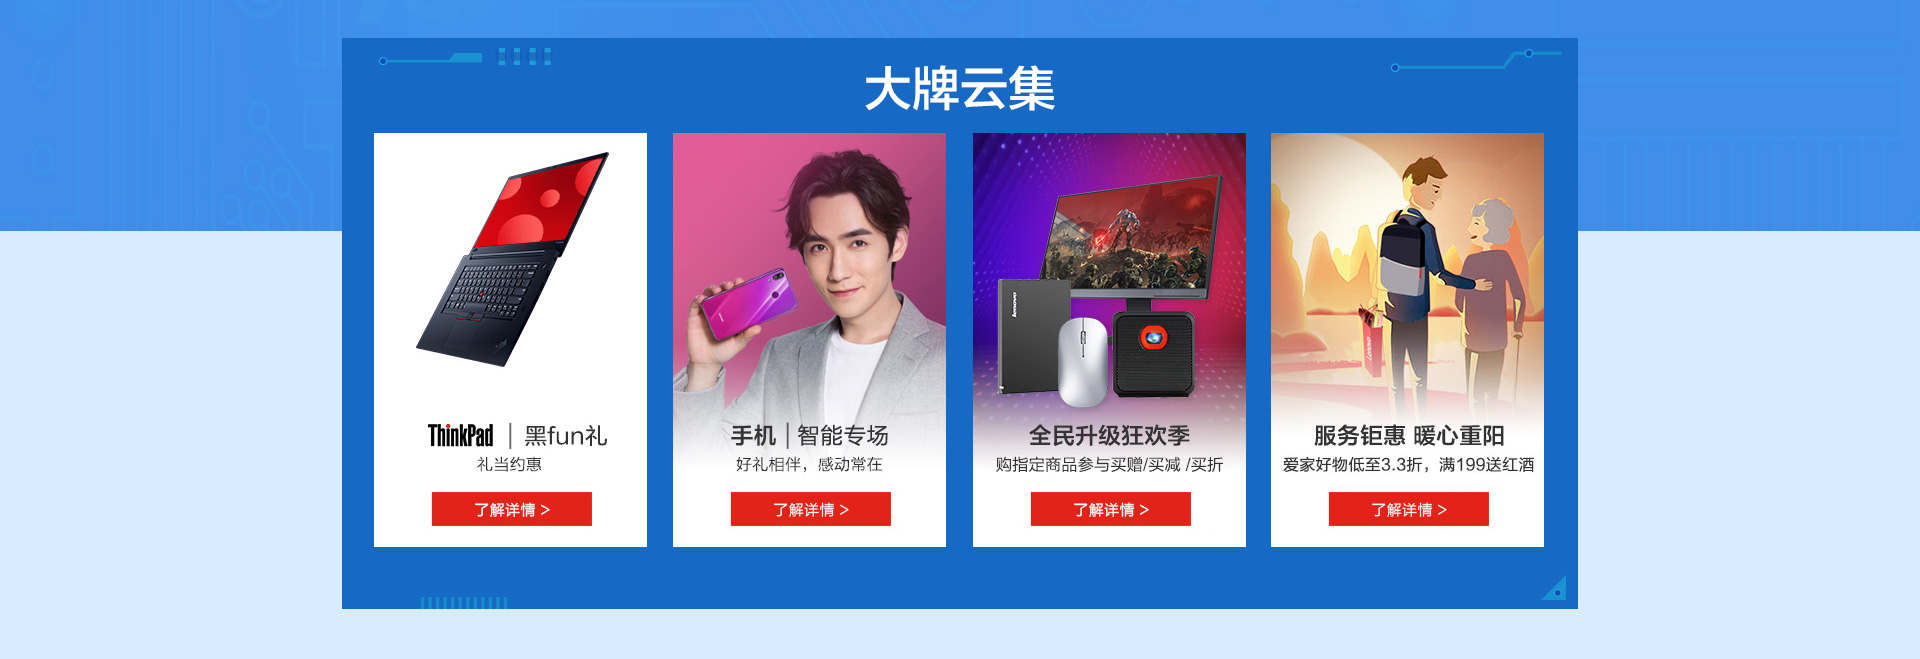 大牌云集
ThinkPad | 黑fun礼
礼当约惠
了解详情 >
手机 | 智能专场
好礼相伴，感动常在
了解详情 >
lenovo
全民升级狂欢季
购指定商品参与买赠/买减 /买折
了解详情 >
Lenovo
服务钜惠 暖心重阳
爱家好物低至3.3折，满199送红酒
了解详情 >